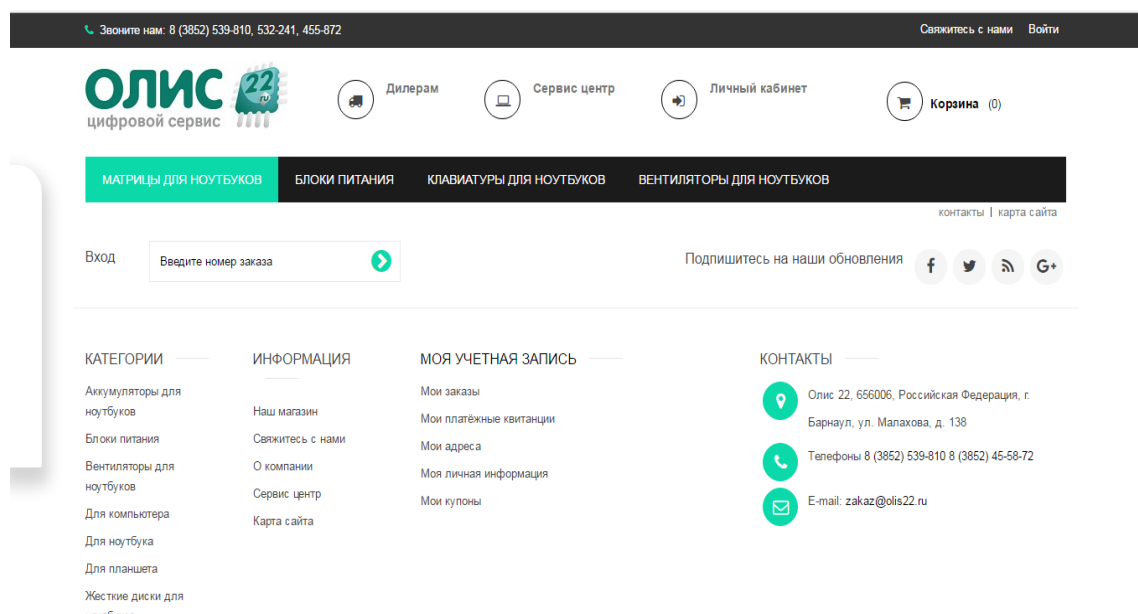 Звоните нам: 8 (3852) 539-810, 532-241, 455-872
Свяжитесь с нами Войти
ОЛИС 22
.ru
цифровой сервис
Дилерам
Сервис центр
Личный кабинет
Корзина (0)
МАТРИЦЫ ДЛЯ НОУТБУКОВ БЛОКИ ПИТАНИЯ КЛАВИАТУРЫ ДЛЯ НОУТБУКОВ ВЕНТИЛЯТОРЫ ДЛЯ НОУТБУКОВ
контакты | карта сайта
Вход
Введите номер заказа
Подпишитесь на наши обновления
G+
КАТЕГОРИИ
Аккумуляторы для
ноутбуков
Блоки питания
Вентиляторы для
ноутбуков
Для компьютера
Для ноутбука
Для планшета
Жесткие диски для
ИНФОРМАЦИЯ
Наш магазин
Свяжитесь с нами
О компании
Сервис центр
Карта сайта
МОЯ УЧЕТНАЯ ЗАПИСЬ
Мои заказы
Мои платёжные квитанции
Мои адреса
Моя личная информация
Мои купоны
КОНТАКТЫ
Олис 22, 656006, Российская Федерация, г.
Барнаул, ул. Малахова, д. 138
Телефоны 8 (3852) 539-810 8 (3852) 45-58-72
E-mail: zakaz@olis22.ru